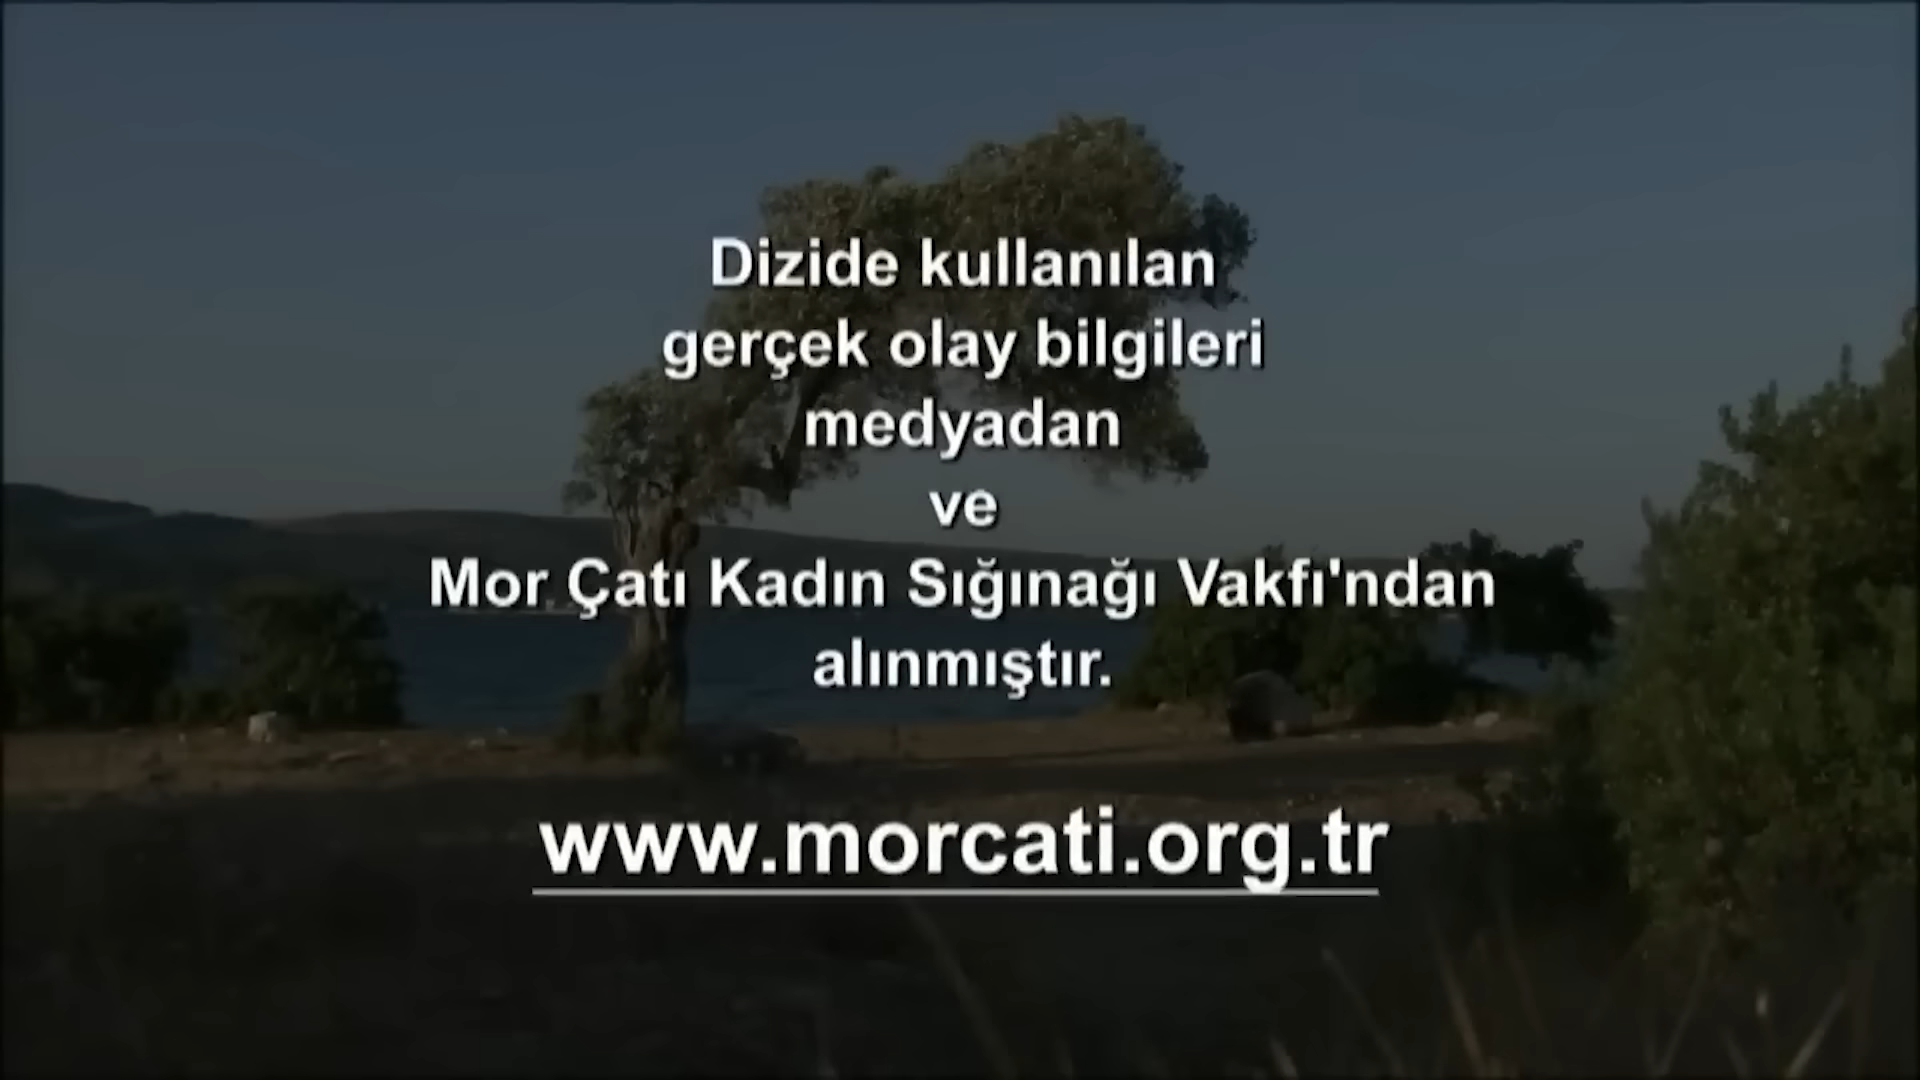 Dizide kullanılan
gerçek olay bilgileri
medyadan
ve
Mor Çatı Kadın Sığınağı Vakfı'ndan
alınmıştır.
www.morcati.org.tr